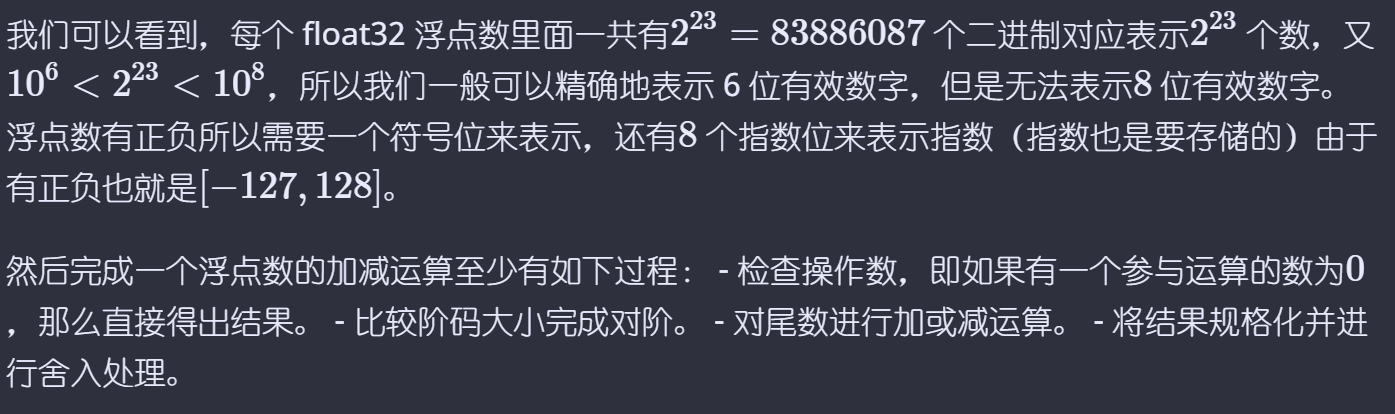 我们可以看到，每个 float32 浮点数里面一共有2^23 = 83886087 个二进制对应表示2^23 个数，又
10^6 < 2^23 < 10^8，所以我们一般可以精确地表示 6 位有效数字，但是无法表示8 位有效数字。
浮点数有正负所以需要一个符号位来表示，还有8 个指数位来表示指数（指数也是要存储的）由于
有正负也就是[−127, 128]。
然后完成一个浮点数的加减运算至少有如下过程： - 检查操作数，即如果有一个参与运算的数为0
，那么直接得出结果。 - 比较阶码大小完成对阶。 - 对尾数进行加或减运算。 - 将结果规格化并进
行舍入处理。